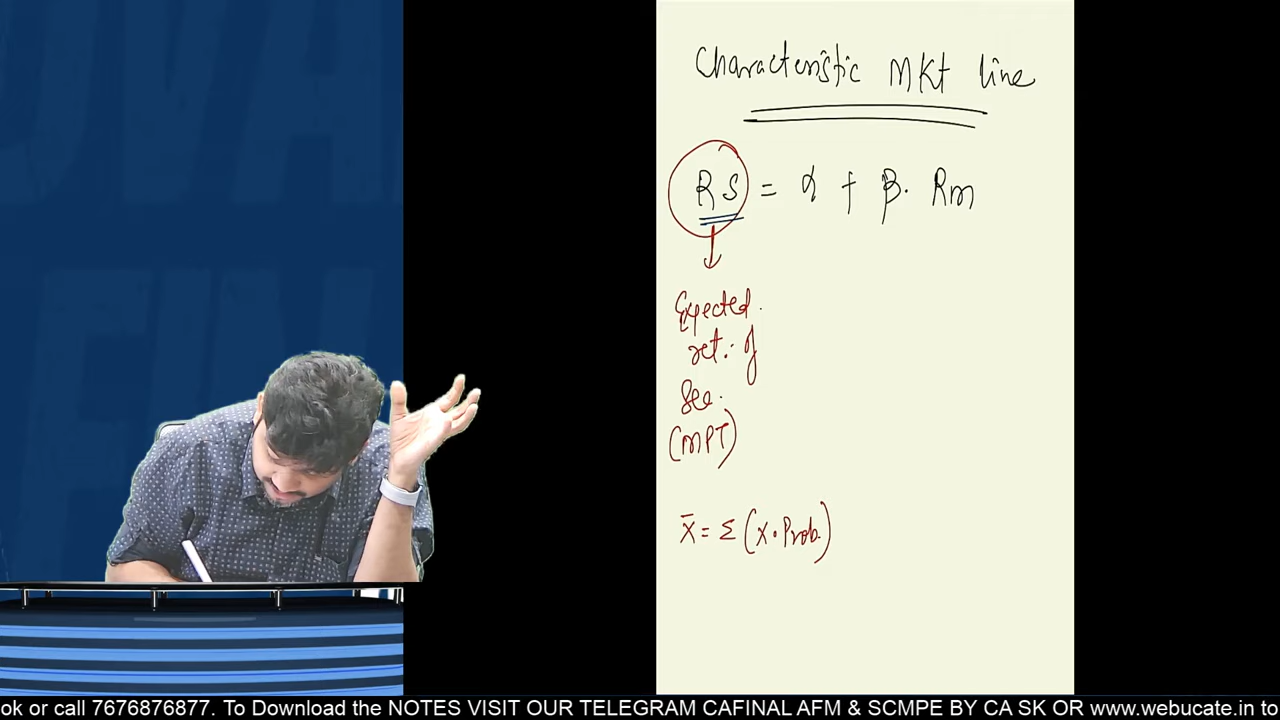 Characteristic MKt line
RS = α + β. Rm
Expected.
ret. of
Sec.
(MPT)
X̄ = Σ (X • Prob.)
ok or call 7676876877. To Download the NOTES VISIT OUR TELEGRAM CAFINAL AFM & SCMPE BY CA SK OR www.webucate.in to